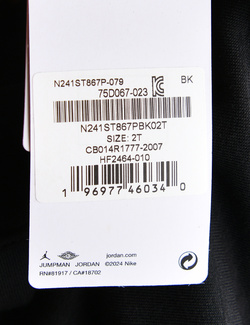 N241ST867P-079
75D067-023
BK
N241ST867PBK02T
SIZE: 2T
CB014R1777-2007
HF2464-010
1 96977 46034 0
JUMPMAN JORDAN
jordan.com
©2024 Nike
RN#81917 / CA#18702